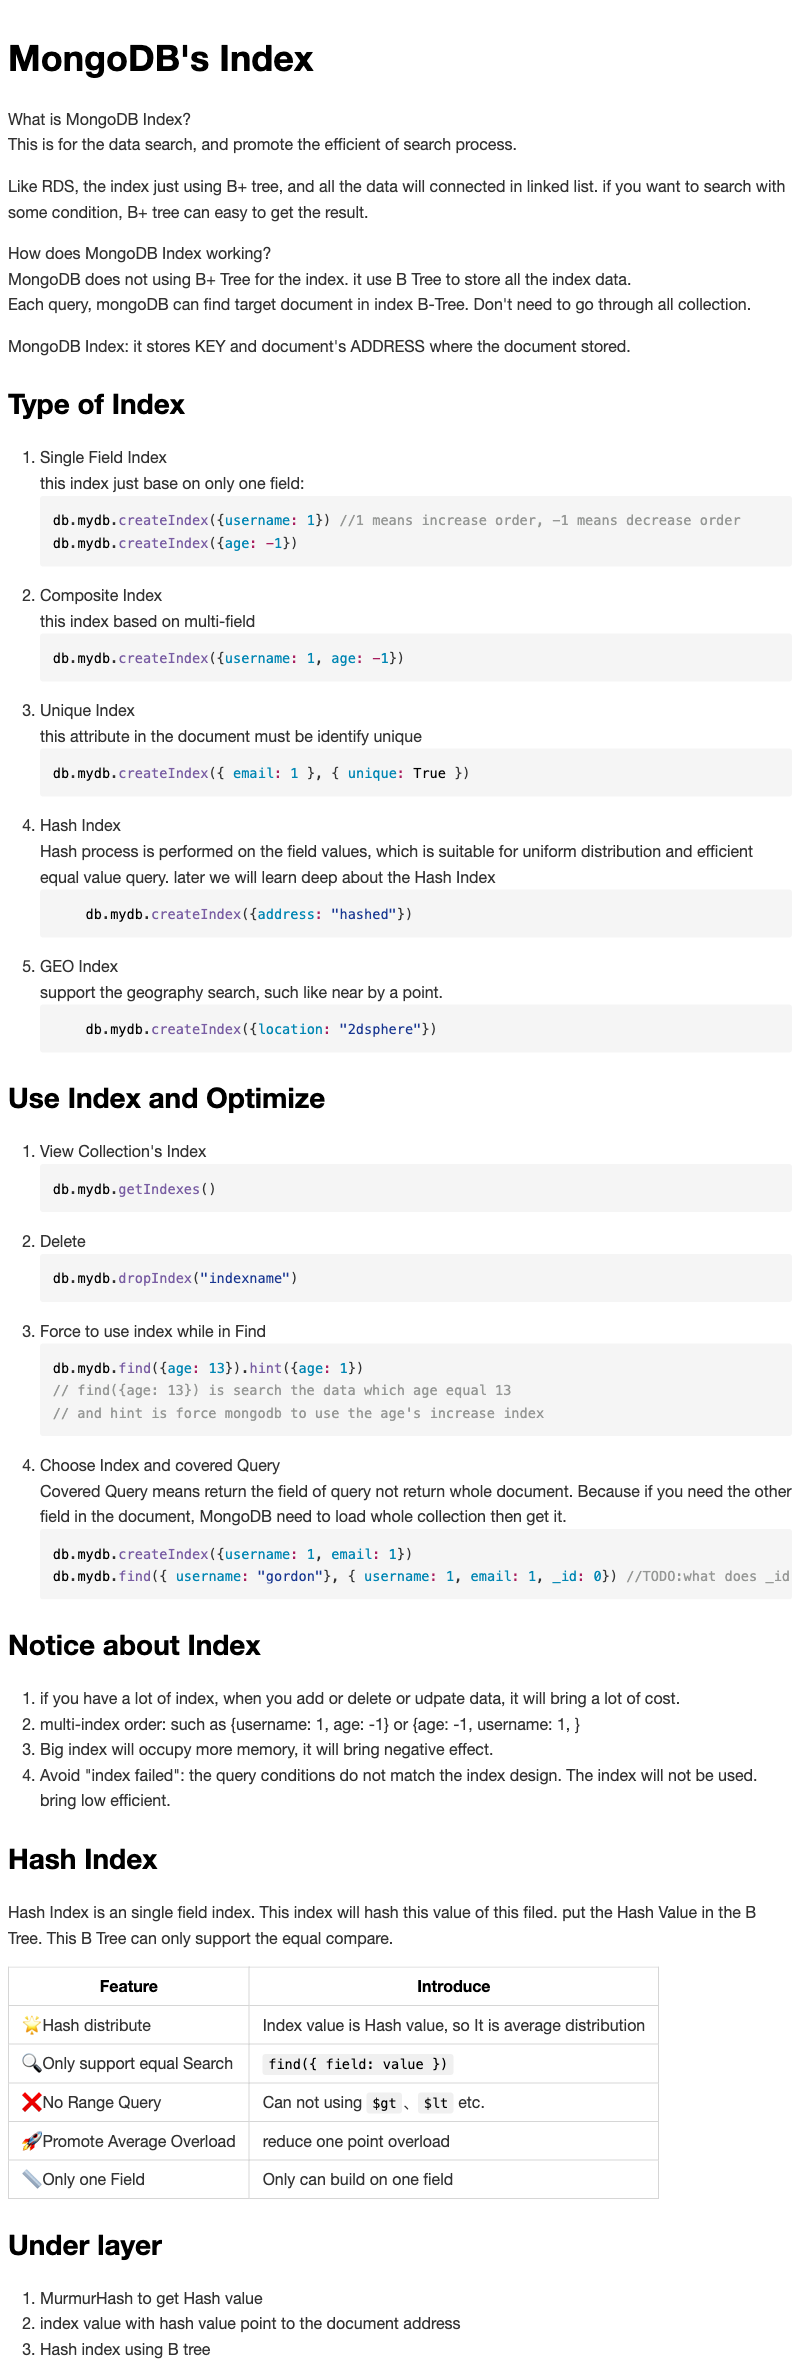 MongoDB's Index
What is MongoDB Index?
This is for the data search, and promote the efficient of search process.
Like RDS, the index just using B+ tree, and all the data will connected in linked list. if you want to search with
some condition, B+ tree can easy to get the result.
How does MongoDB Index working?
MongoDB does not using B+ Tree for the index. it use B Tree to store all the index data.
Each query, mongoDB can find target document in index B-Tree. Don't need to go through all collection.
MongoDB Index: it stores KEY and document's ADDRESS where the document stored.
Type of Index
1. Single Field Index
this index just base on only one field:
db.mydb.createIndex({username: 1}) //1 means increase order, -1 means decrease order
db.mydb.createIndex({age: -1})
2. Composite Index
this index based on multi-field
db.mydb.createIndex({username: 1, age: -1})
3. Unique Index
this attribute in the document must be identify unique
db.mydb.createIndex({ email: 1 }, { unique: True })
4. Hash Index
Hash process is performed on the field values, which is suitable for uniform distribution and efficient
equal value query. later we will learn deep about the Hash Index
db.mydb.createIndex({address: "hashed"})
5. GEO Index
support the geography search, such like near by a point.
db.mydb.createIndex({location: "2dsphere"})
Use Index and Optimize
1. View Collection's Index
db.mydb.getIndexes()
2. Delete
db.mydb.dropIndex("indexname")
3. Force to use index while in Find
db.mydb.find({age: 13}).hint({age: 1})
// find({age: 13}) is search the data which age equal 13
// and hint is force mongodb to use the age's increase index
4. Choose Index and covered Query
Covered Query means return the field of query not return whole document. Because if you need the other
field in the document, MongoDB need to load whole collection then get it.
db.mydb.createIndex({username: 1, email: 1})
db.mydb.find({ username: "gordon"}, { username: 1, email: 1, _id: 0}) //TODO:what does _id
Notice about Index
1. if you have a lot of index, when you add or delete or udpate data, it will bring a lot of cost.
2. multi-index order: such as {username: 1, age: -1} or {age: -1, username: 1, }
3. Big index will occupy more memory, it will bring negative effect.
4. Avoid "index failed": the query conditions do not match the index design. The index will not be used.
bring low efficient.
Hash Index
Hash Index is an single field index. This index will hash this value of this filed. put the Hash Value in the B
Tree. This B Tree can only support the equal compare.
Feature Introduce
🌟Hash distribute Index value is Hash value, so It is average distribution
🔍Only support equal Search find({ field: value })
❌No Range Query Can not using $gt 、 $lt etc.
🚀Promote Average Overload reduce one point overload
📏Only one Field Only can build on one field
Under layer
1. MurmurHash to get Hash value
2. index value with hash value point to the document address
3. Hash index using B tree